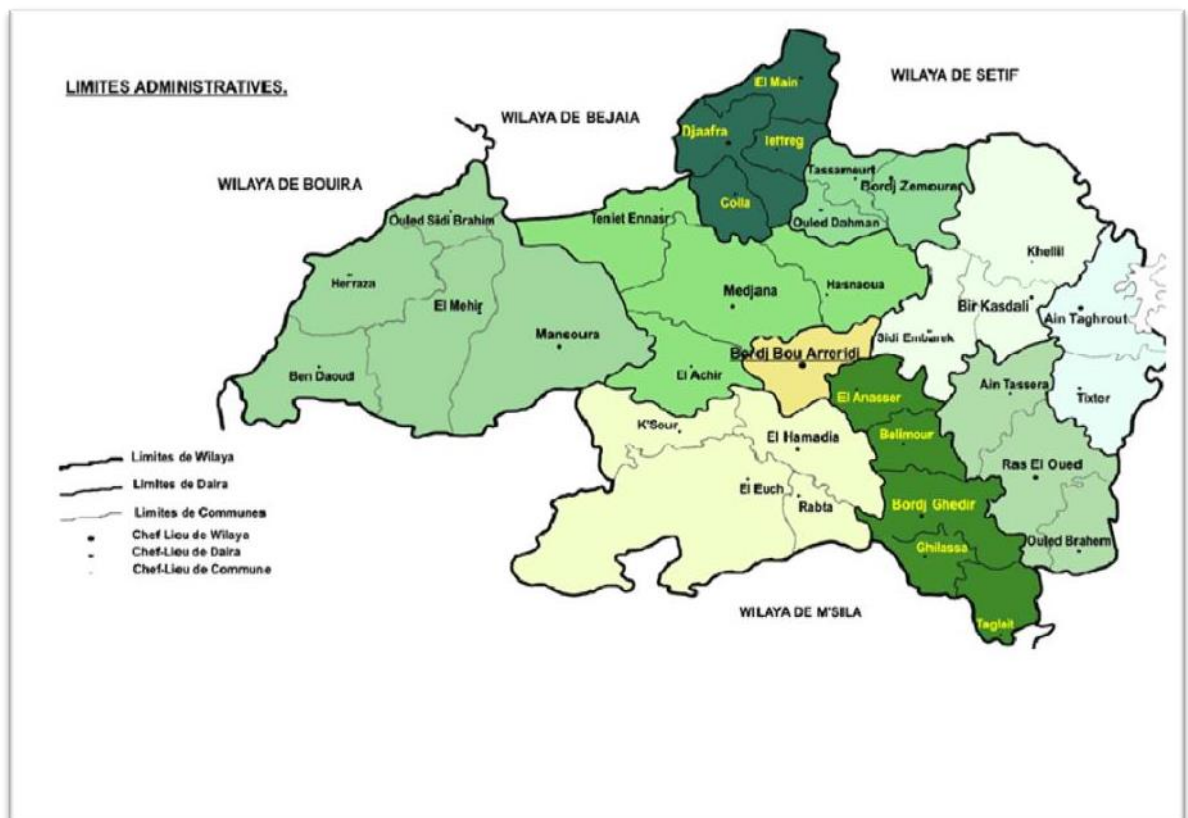 LIMITES ADMINISTRATIVES.
WILAYA DE SETIF
WILAYA DE BEJAIA
WILAYA DE BOUIRA
El Main
Djaafra
Teffreg
Colla
Tassameurt
Bordj Zemoura
Ouled Dahman
Teniet Ennasr
Ouled Sidi Brahim
Herraza
El Mehir
Mansoura
Ben Daoud
Medjana
Hasnaoua
Khellil
Bir Kasdali
Sidi Embarek
Ain Taghrout
Bordj Bou Arreridj
El Achir
El Anasser
Ain Tassera
Tixter
K'Sour
El Hamadia
Belimour
Ras El Oued
El Euch
Rabta
Bordj Ghedir
Ghilassa
Ouled Brahem
Taglait
WILAYA DE M'SILA
Limites de Wilaya
Limites de Daira
Limites de Communes
Chef Lieu de Wilaya
Chef-Lieu de Daira
Chef-Lieu de Commune